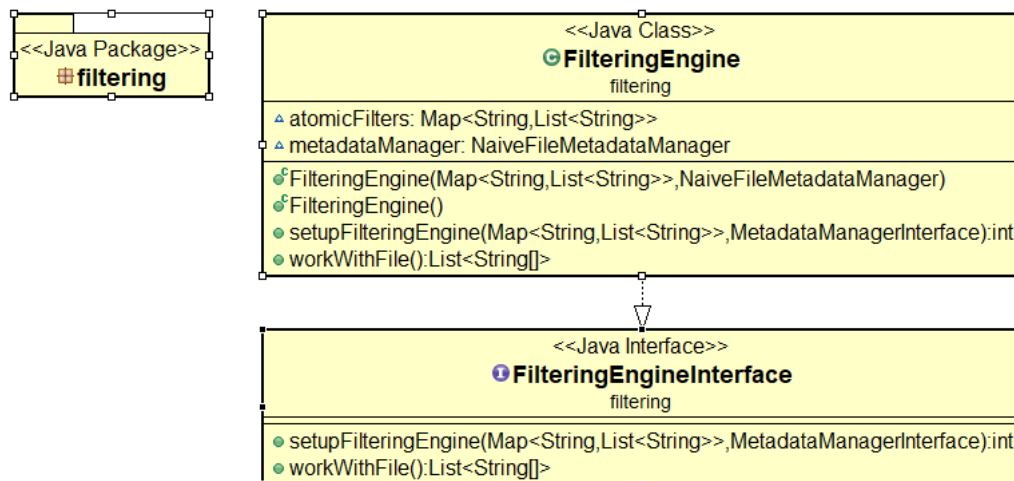 <<Java Package>>
filtering
<<Java Class>>
FilteringEngine
filtering
atomicFilters: Map<String,List<String>>
metadataManager: NaiveFileMetadataManager
FilteringEngine(Map<String,List<String>>,NaiveFileMetadataManager)
FilteringEngine()
setupFilteringEngine(Map<String,List<String>>,MetadataManagerInterface):int
workWithFile():List<String[]>
<<Java Interface>>
FilteringEngineInterface
filtering
setupFilteringEngine(Map<String,List<String>>,MetadataManagerInterface):int
workWithFile():List<String[]>